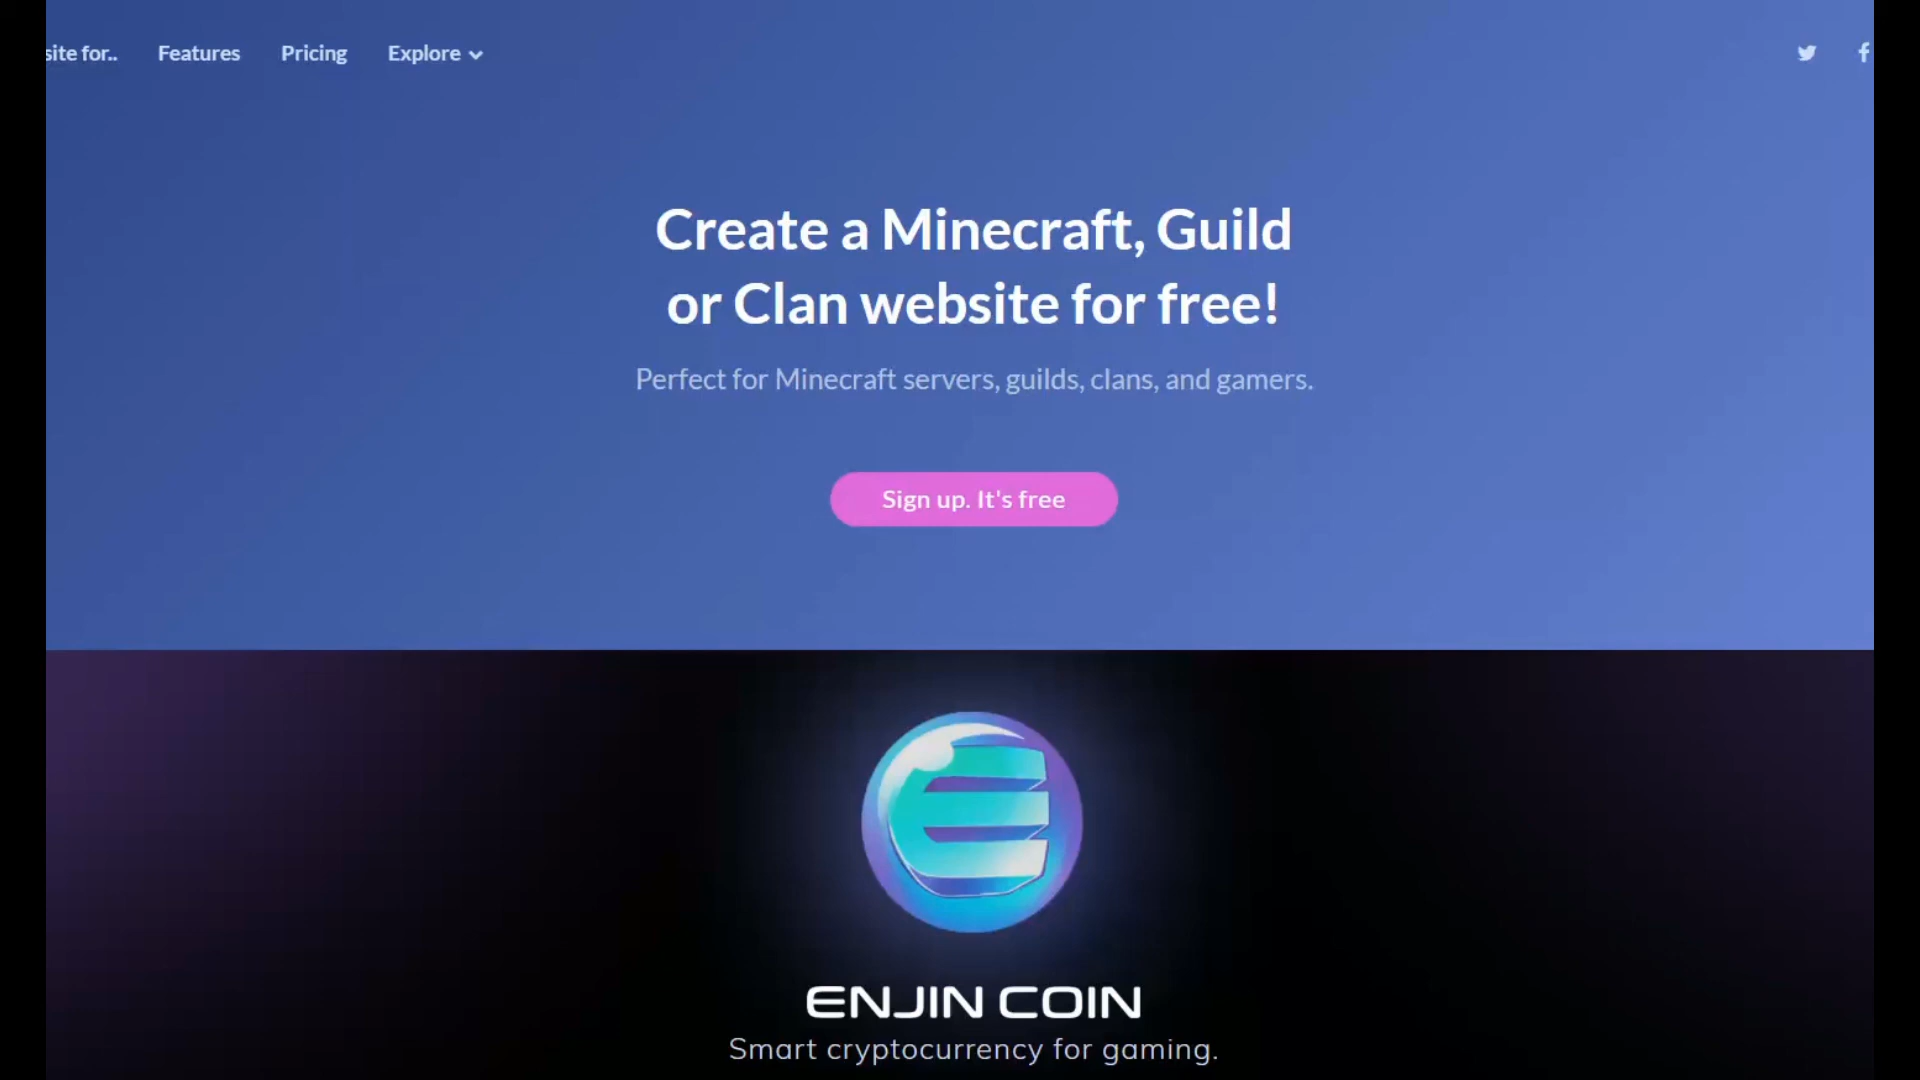 site for.. Features Pricing Explore
Create a Minecraft, Guild
or Clan website for free!
Perfect for Minecraft servers, guilds, clans, and gamers.
Sign up. It's free
ENJIN COIN
Smart cryptocurrency for gaming.